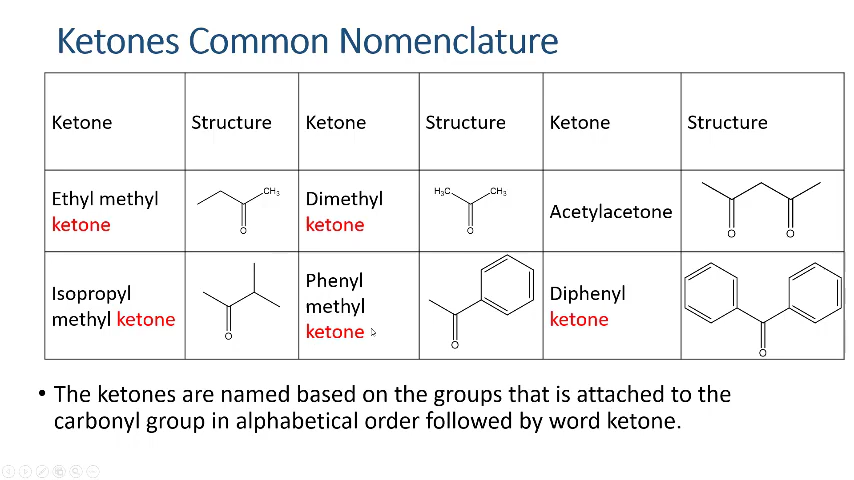 Ketones Common Nomenclature
Ketone Structure Ketone Structure Ketone Structure
Ethyl methyl
ketone
CH3
O
Dimethyl
ketone
H3C CH3
O
Acetylacetone
O O
Isopropyl
methyl ketone
O
Phenyl
methyl
ketone
O
Diphenyl
ketone
O
• The ketones are named based on the groups that is attached to the
carbonyl group in alphabetical order followed by word ketone.